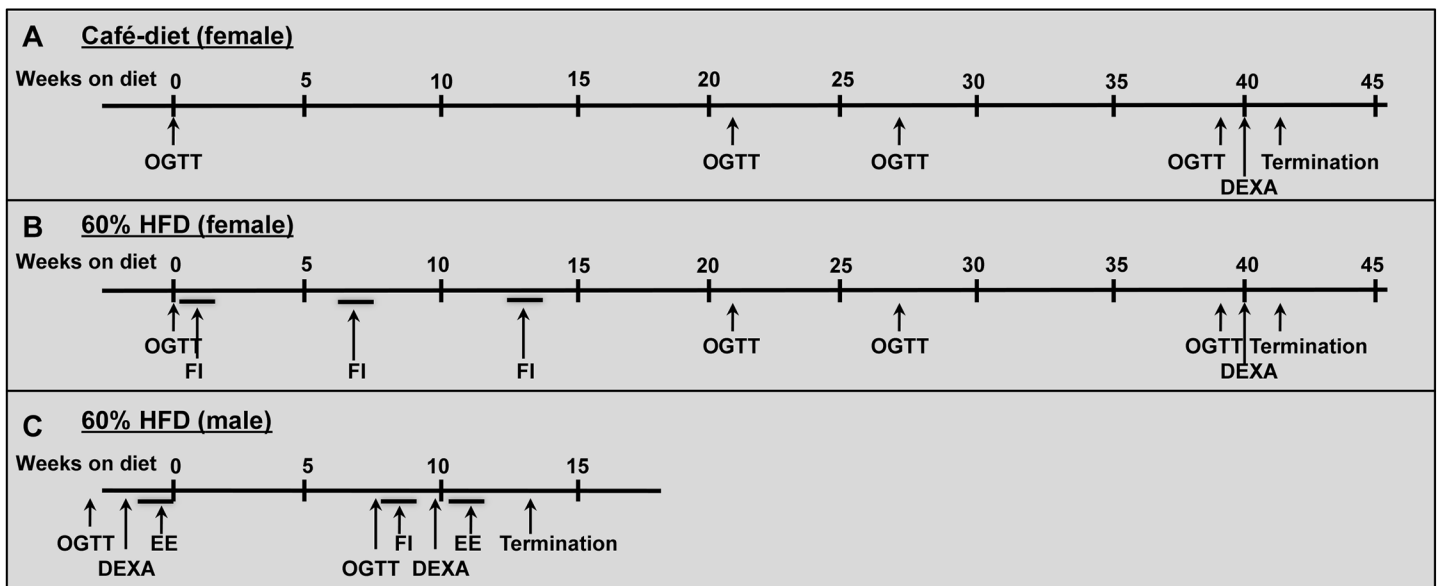 A Café-diet (female)
Weeks on diet 0 5 10 15 20 25 30 35 40 45
OGTT OGTT OGTT OGTT Termination
DEXA
B 60% HFD (female)
Weeks on diet 0 5 10 15 20 25 30 35 40 45
OGTT OGTT OGTT OGTT Termination
FI FI FI DEXA
C 60% HFD (male)
Weeks on diet 0 5 10 15
OGTT EE FI EE Termination
DEXA OGTT DEXA